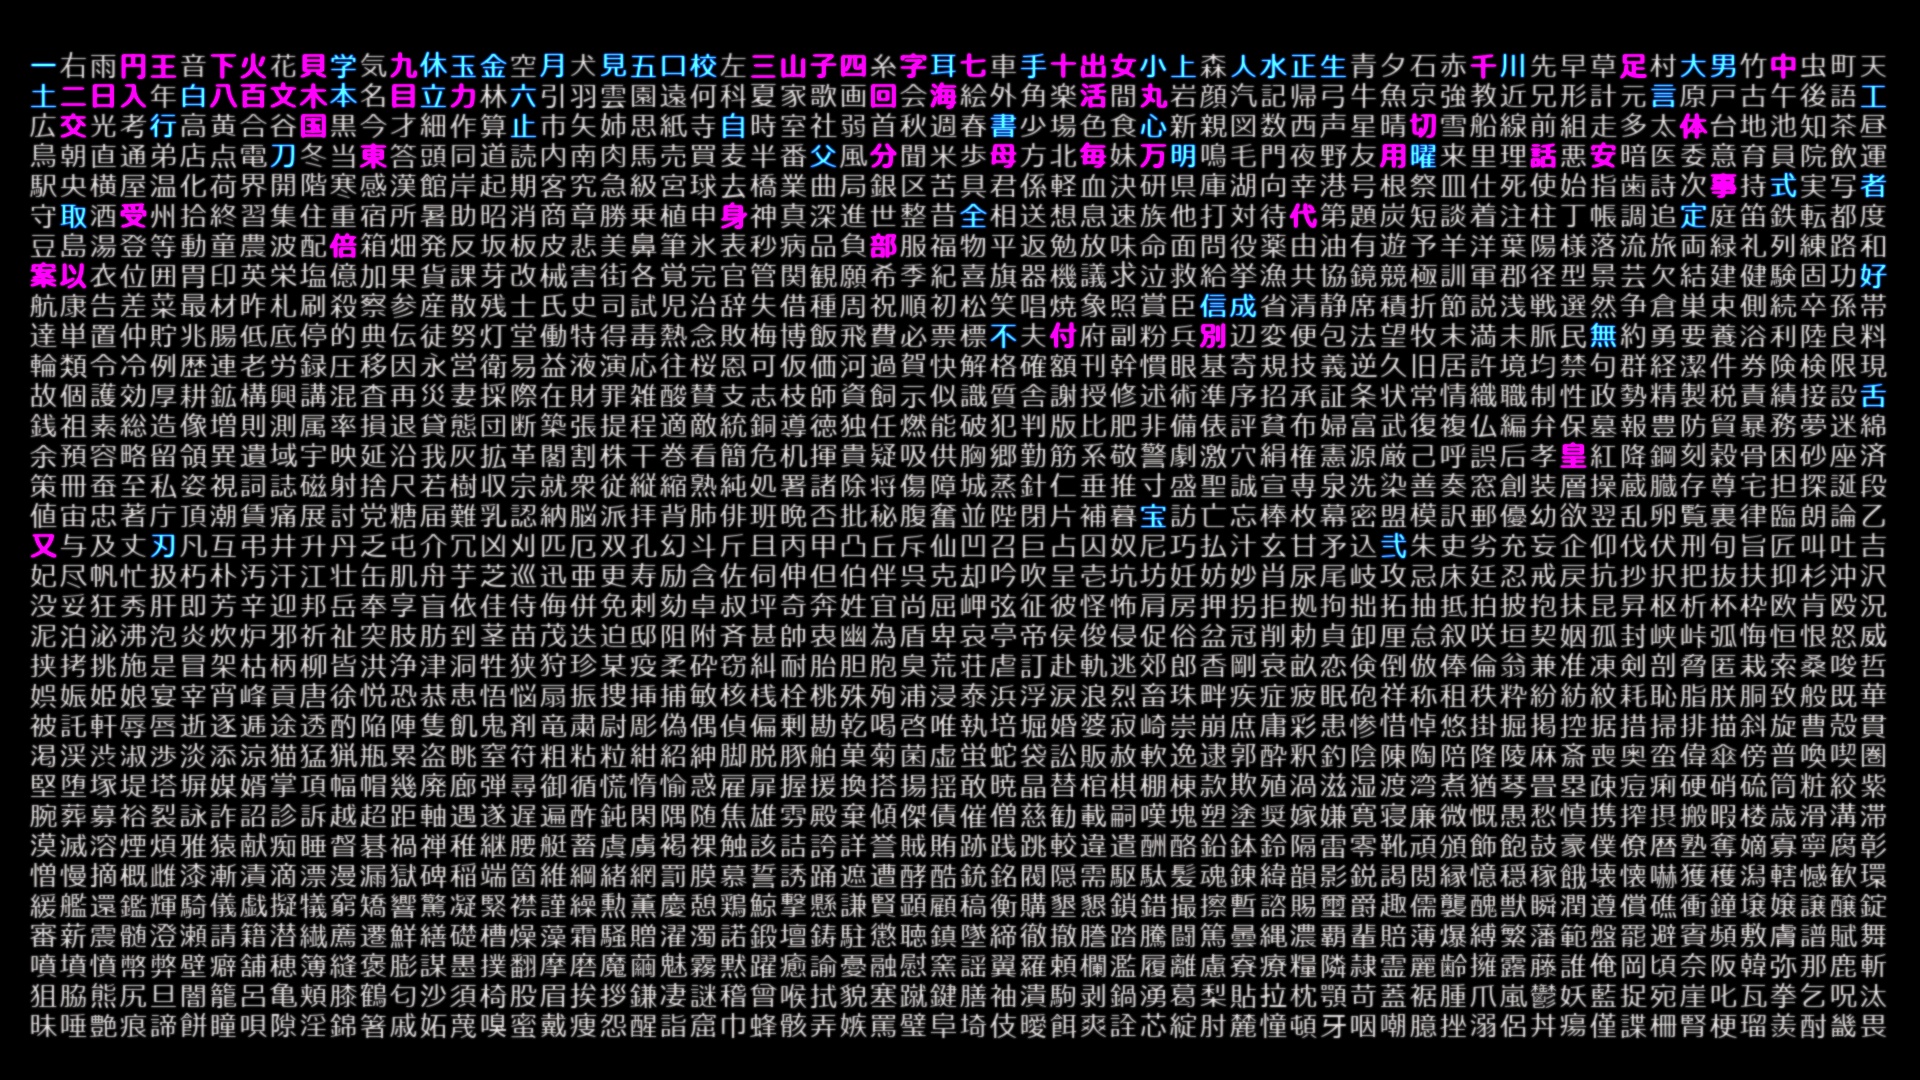 一右雨円王音下火花貝学気九休玉金空月犬見五口校左三山子四糸字耳七車手十出女小上森人水正生青夕石赤千川先早草足村大男竹中虫町天
土二日入年白八百文木本名目立力林六引羽雲園遠何科夏家歌画回会海絵外角楽活間丸岩顔汽記帰弓牛魚京強教近兄形計元言原戸古午後語工
広交光考行高黄合谷国黒今才細作算止市矢姉思紙寺自時室社弱首秋週春書少場色食心新親図数西声星晴切雪船線前組走多太体台地池知茶昼
鳥朝直通弟店点電刀冬当東答頭同道読内南肉馬売買麦半番父風分聞米歩母方北毎妹万明鳴毛門夜野友用曜来里理話悪安暗医委意育員院飲運
駅央横屋温化荷界開階寒感漢館岸起期客究急級宮球去橋業曲局銀区苦具君係軽血決研県庫湖向幸港号根祭皿仕死使始指歯詩次事持式実写者
守取酒受州拾終習集住重宿所暑助昭消商章勝乗植申身神真深進世整昔全相送想息速族他打対待代第題炭短談着注柱丁帳調追定庭笛鉄転都度
豆島湯登等動童農波配倍箱畑発反坂板皮悲美鼻筆氷表秒病品負部服福物平返勉放味命面問役薬由油有遊予羊洋葉陽様落流旅両緑礼列練路和
案以衣位囲胃印英栄塩億加果貨課芽改械害街各覚完官管関観願希季紀喜旗器機議求泣救給挙漁共協鏡競極訓軍郡径型景芸欠結建健験固功好
航康告差菜最材昨札刷殺察参産散残士氏史司試児治辞失借種周祝順初松笑唱焼象照賞臣信成省清静席積折節説浅戦選然争倉巣束側続卒孫帯
達単置仲貯兆腸低底停的典伝徒努灯堂働特得毒熱念敗梅博飯飛費必票標不夫付府副粉兵別辺変便包法望牧末満未脈民無約勇要養浴利陸良料
輪類令冷例歴連老労録圧移因永営衛易益液演応往桜恩可仮価河過賀快解格確額刊幹慣眼基寄規技義逆久旧居許境均禁句群経潔件券険検限現
故個護効厚耕鉱構興講混査再災妻採際在財罪雑酸賛支志枝師資飼示似識質舎謝授修述術準序招承証条状常情織職制性政勢精製税責績接設舌
銭祖素総造像増則測属率損退貸態団断築張提程適敵統銅導徳独任燃能破犯判版比肥非備俵評貧布婦富武復複仏編弁保墓報豊防貿暴務夢迷綿
余預容略留領異遺域宇映延沿我灰拡革閣割株干巻看簡危机揮貴疑吸供胸郷勤筋系敬警劇激穴絹権憲源厳己呼誤后孝皇紅降鋼刻穀骨困砂座済
策冊蚕至私姿視詞誌磁射捨尺若樹収宗就衆従縦縮熟純処署諸除将傷障城蒸針仁垂推寸盛聖誠宣専泉洗染善奏窓創装層操蔵臓存尊宅担探誕段
値宙忠著庁頂潮賃痛展討党糖届難乳認納脳派拝背肺俳班晩否批秘腹奮並陛閉片補暮宝訪亡忘棒枚幕密盟模訳郵優幼欲翌乱卵覧裏律臨朗論乙
又与及丈刃凡互弔井升丹乏屯介冗凶刈匹厄双孔幻斗斤且丙甲凸丘斥仙凹召巨占囚奴尼巧払汁玄甘矛込弐朱吏劣充妄企仰伐伏刑旬旨匠叫吐吉
妃尽帆忙扱朽朴汚汗江壮缶肌舟芋芝巡迅亜更寿励含佐伺伸但伯伴呉克却吟吹呈壱坑坊妊妨妙肖尿尾岐攻忌床廷忍戒戻抗抄択把抜扶抑杉沖沢
没妥狂秀肝即芳辛迎邦岳奉享盲依佳侍侮併免刺劾卓叔坪奇奔姓宜尚屈岬弦征彼怪怖肩房押拐拒拠拘拙拓抽抵拍披抱抹昆昇枢析杯枠欧肯殴況
泥泊泌沸泡炎炊炉邪祈祉突肢肪到茎苗茂迭迫邸阻附斉甚帥衷幽為盾卑哀亭帝侯俊侵促俗盆冠削勅貞卸厘怠叙咲垣契姻孤封峡峠弧悔恒恨怒威
挟拷挑施是冒架枯柄柳皆洪浄津洞牲狭狩珍某疫柔砕窃糾耐胎胆胞臭荒荘虐訂赴軌逃郊郎香剛衰畝恋倹倒倣俸倫翁兼准凍剣剖脅匿栽索桑唆哲
娯娠姫娘宴宰宵峰貢唐徐悦恐恭恵悟悩扇振捜挿捕敏核桟栓桃殊殉浦浸泰浜浮涙浪烈畜珠畔疾症疲眠砲祥称租秩粋紛紡紋耗恥脂朕胴致般既華
被託軒辱唇逝逐逓途透酌陥陣隻飢鬼剤竜粛尉彫偽偶偵偏剰勘乾喝啓唯執培堀婚婆寂崎崇崩庶庸彩患惨惜悼悠掛掘掲控据措掃排描斜旋曹殻貫
渇渓渋淑渉淡添涼猫猛猟瓶累盗眺窒符粗粘粒紺紹紳脚脱豚舶菓菊菌虚蛍蛇袋訟販赦軟逸逮郭酔釈釣陰陳陶陪隆陵麻斎喪奥蛮偉傘傍普喚喫圏
堅堕塚堤塔塀媒婿掌項幅帽幾廃廊弾尋御循慌惰愉惑雇扉握援換搭揚揺敢暁晶替棺棋棚棟款欺殖渦滋湿渡湾煮猶琴畳塁疎痘痢硬硝硫筒粧絞紫
腕葬募裕裂詠詐詔診訴越超距軸遇遂遅遍酢鈍閑隅随焦雄雰殿棄傾傑債催僧慈勧載嗣嘆塊塑塗奨嫁嫌寛寝廉微慨愚愁慎携搾摂搬暇楼歳滑溝滞
漠滅溶煙煩雅猿献痴睡督碁禍禅稚継腰艇蓄虞虜褐裸触該詰誇詳誉賊賄跡践跳較違遣酬酪鉛鉢鈴隔雷零靴頑頒飾飽鼓豪僕僚暦塾奪嫡寡寧腐彰
憎慢摘概雌漆漸漬滴漂漫漏獄碑稲端箇維綱緒網罰膜慕誓誘踊遮遭酵酷銃銘閥隠需駆駄髪魂錬緯韻影鋭謁閲縁憶穏稼餓壊懐嚇獲穫潟轄憾歓環
緩艦還鑑輝騎儀戯擬犠窮矯響驚凝緊襟謹繰勲薫慶憩鶏鯨撃懸謙賢顕顧稿衡購墾懇鎖錯撮擦暫諮賜璽爵趣儒襲醜獣瞬潤遵償礁衝鐘壌嬢譲醸錠
審薪震髄澄瀬請籍潜繊薦遷鮮繕礎槽燥藻霜騒贈濯濁諾鍛壇鋳駐懲聴鎮墜締徹撤謄踏騰闘篤曇縄濃覇輩賠薄爆縛繁藩範盤罷避賓頻敷膚譜賦舞
噴墳憤幣弊壁癖舗穂簿縫褒膨謀墨撲翻摩磨魔繭魅霧黙躍癒諭憂融慰窯謡翼羅頼欄濫履離慮寮療糧隣隷霊麗齢擁露藤誰俺岡頃奈阪韓弥那鹿斬
狙脇熊尻旦闇籠呂亀頬膝鶴匂沙須椅股眉挨拶鎌凄謎稽曾喉拭貌塞蹴鍵膳袖潰駒剥鍋湧葛梨貼拉枕顎苛蓋裾腫爪嵐鬱妖藍捉宛崖叱瓦拳乞呪汰
昧唾艶痕諦餅瞳唄隙淫錦箸戚妬蔑嗅蜜戴痩怨醒詣窟巾蜂骸弄嫉罵璧阜埼伎曖餌爽詮芯綻肘麓憧頓牙咽嘲臆挫溺侶丼瘍僅諜柵腎梗瑠羨酎畿畏